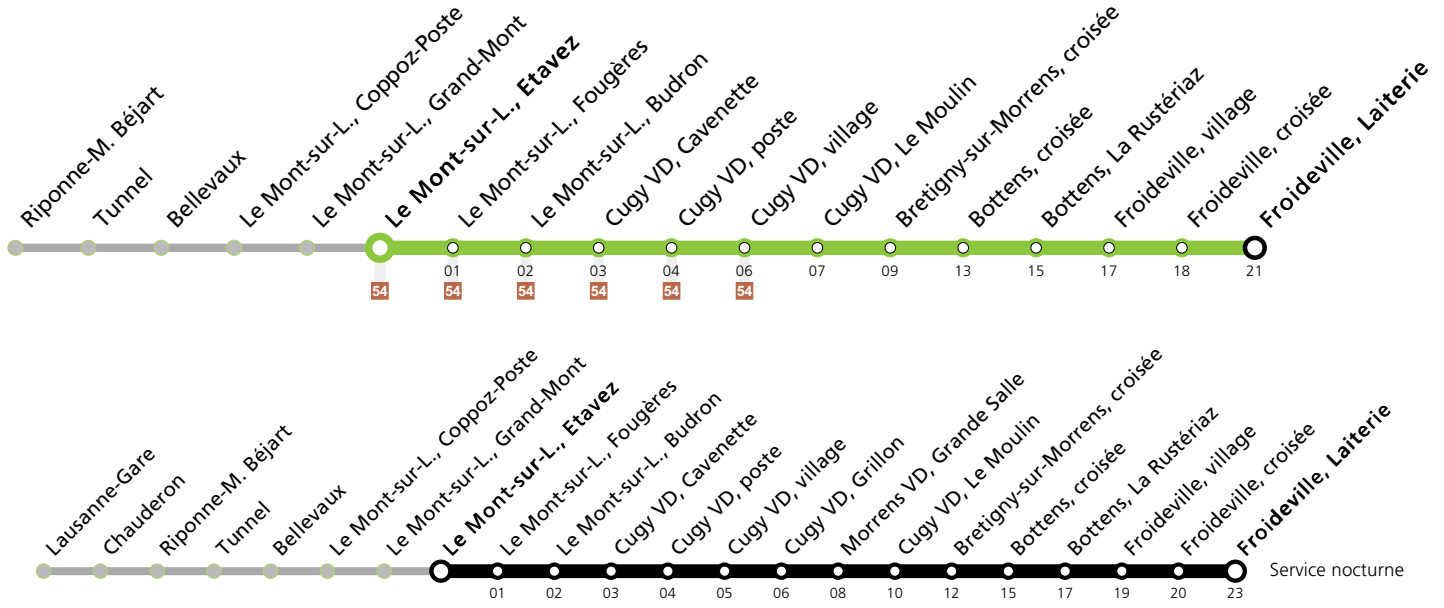 Riponne-M. Béjart
Tunnel
Bellevaux
Le Mont-sur-L., Coppoz-Poste
Le Mont-sur-L., Grand-Mont
Le Mont-sur-L., Etavez
Le Mont-sur-L., Fougères
Le Mont-sur-L., Budron
Cugy VD, Cavenette
Cugy VD, poste
Cugy VD, village
Cugy VD, Le Moulin
Bretigny-sur-Morrens, croisée
Bottens, croisée
Bottens, La Rustériaz
Froideville, village
Froideville, croisée
Froideville, Laiterie
01 02 03 04 06 07 09 13 15 17 18 21
54 54 54 54 54 54
Lausanne-Gare
Chauderon
Riponne-M. Béjart
Tunnel
Bellevaux
Le Mont-sur-L., Coppoz-Poste
Le Mont-sur-L., Grand-Mont
Le Mont-sur-L., Etavez
Le Mont-sur-L., Fougères
Le Mont-sur-L., Budron
Cugy VD, Cavenette
Cugy VD, poste
Cugy VD, village
Cugy VD, Grillon
Morrens VD, Grande Salle
Cugy VD, Le Moulin
Bretigny-sur-Morrens, croisée
Bottens, croisée
Bottens, La Rustériaz
Froideville, village
Froideville, croisée
Froideville, Laiterie
Service nocturne
01 02 03 04 05 06 08 10 12 15 17 19 20 23